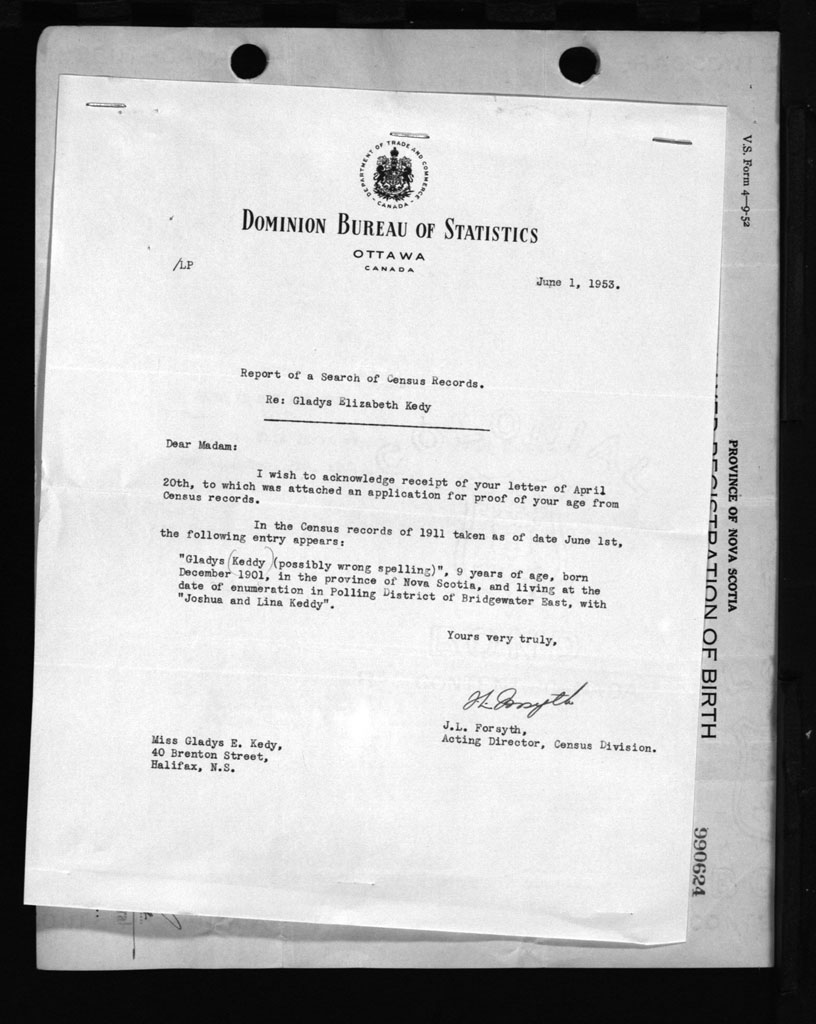 DEPARTMENT OF TRADE AND COMMERCE
- CANADA -
DOMINION BUREAU OF STATISTICS
OTTAWA
CANADA
/LP
June 1, 1953.
Report of a Search of Census Records.
Re: Gladys Elizabeth Kedy
Dear Madam:
I wish to acknowledge receipt of your letter of April
20th, to which was attached an application for proof of your age from
Census records.
In the Census records of 1911 taken as of date June 1st,
the following entry appears:
"Gladys (Keddy) (possibly wrong spelling)", 9 years of age, born
December 1901, in the province of Nova Scotia, and living at the
date of enumeration in Polling District of Bridgewater East, with
"Joshua and Lina Keddy".
Yours very truly,
J.L. Forsyth,
Acting Director, Census Division.
Miss Gladys E. Kedy,
40 Brenton Street,
Halifax, N.S.
V.S. Form 4—9-52
PROVINCE OF NOVA SCOTIA
REGISTRATION OF BIRTH
990624